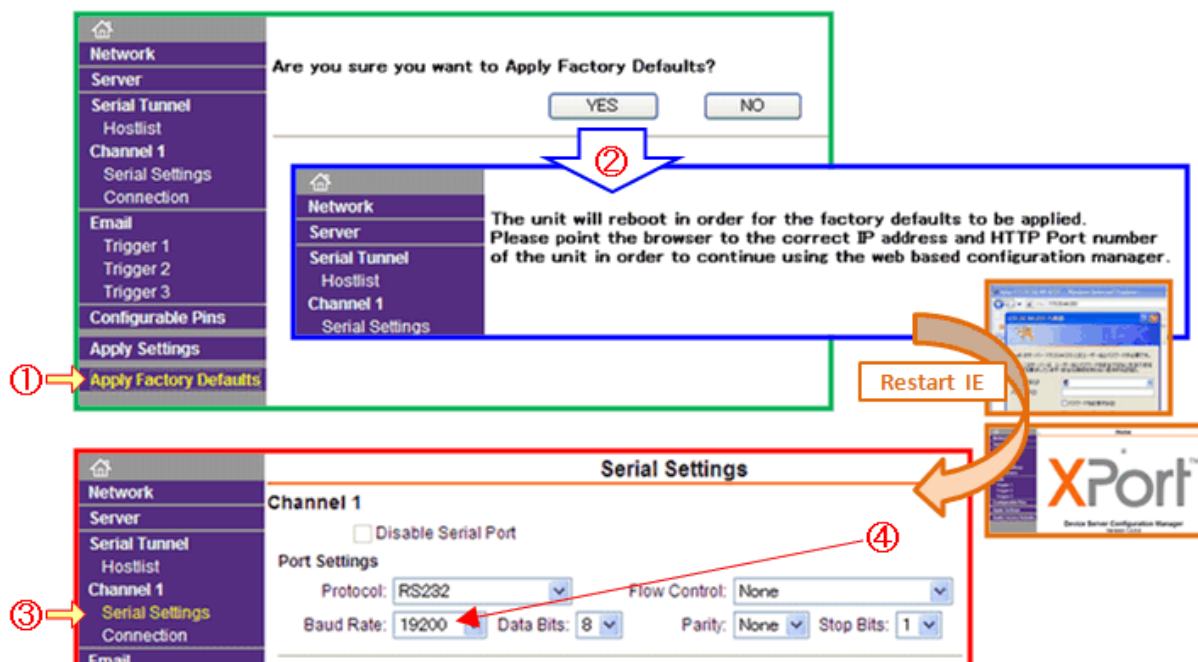 Network
Server
Serial Tunnel
Hostlist
Channel 1
Serial Settings
Connection
Email
Trigger 1
Trigger 2
Trigger 3
Configurable Pins
Apply Settings
① Apply Factory Defaults
Are you sure you want to Apply Factory Defaults?
YES NO
②
Network
Server
Serial Tunnel
Hostlist
Channel 1
Serial Settings
The unit will reboot in order for the factory defaults to be applied.
Please point the browser to the correct IP address and HTTP Port number
of the unit in order to continue using the web based configuration manager.
Restart IE
Home
XPort™
Device Server Configuration Manager
Network
Server
Serial Tunnel
Hostlist
Channel 1
③ Serial Settings
Connection
Email
Serial Settings
Channel 1
Disable Serial Port
④
Port Settings
Protocol: RS232 Flow Control: None
Baud Rate: 19200 Data Bits: 8 Parity: None Stop Bits: 1